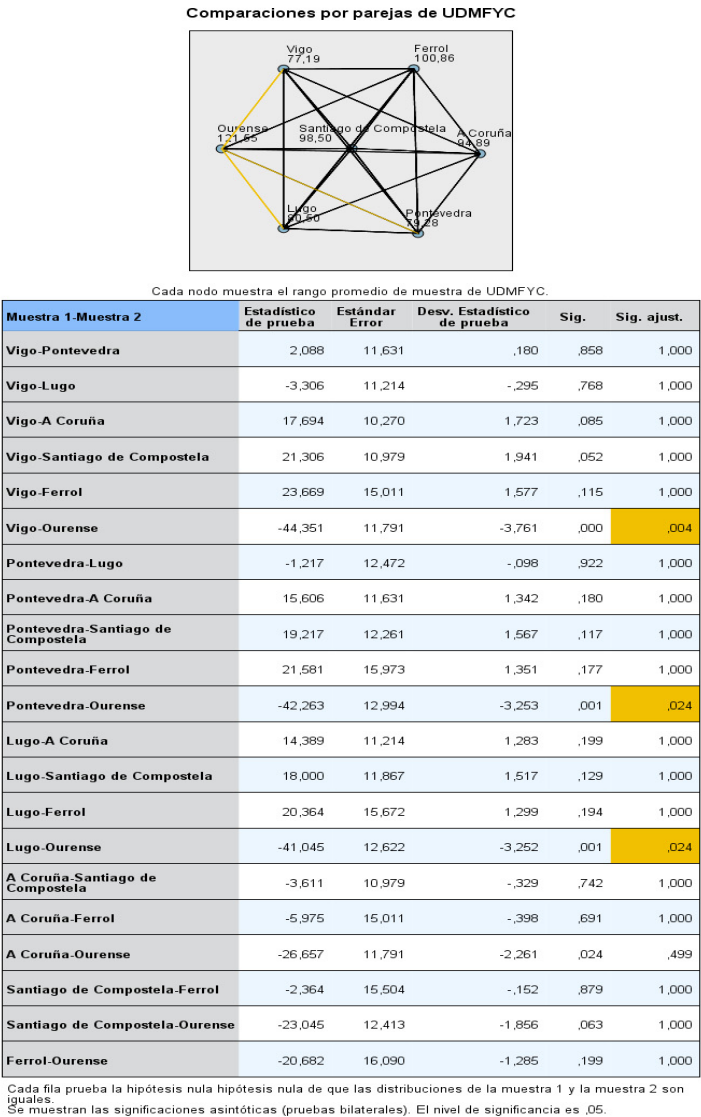 Comparaciones por parejas de UDMFYC
Vigo
77,19
Ferrol
100,86
Ourense
121,55
Santiago de Compostela
98,50
A Coruña
94,89
Lugo
80,50
Pontevedra
79,28
Cada nodo muestra el rango promedio de muestra de UDMFYC.
Muestra 1-Muestra 2 Estadístico de prueba Estándar Error Desv. Estadístico de prueba Sig. Sig. ajust.
Vigo-Pontevedra 2,088 11,631 ,180 ,858 1,000
Vigo-Lugo -3,306 11,214 -,295 ,768 1,000
Vigo-A Coruña 17,694 10,270 1,723 ,085 1,000
Vigo-Santiago de Compostela 21,306 10,979 1,941 ,052 1,000
Vigo-Ferrol 23,669 15,011 1,577 ,115 1,000
Vigo-Ourense -44,351 11,791 -3,761 ,000 ,004
Pontevedra-Lugo -1,217 12,472 -,098 ,922 1,000
Pontevedra-A Coruña 15,606 11,631 1,342 ,180 1,000
Pontevedra-Santiago de Compostela 19,217 12,261 1,567 ,117 1,000
Pontevedra-Ferrol 21,581 15,973 1,351 ,177 1,000
Pontevedra-Ourense -42,263 12,994 -3,253 ,001 ,024
Lugo-A Coruña 14,389 11,214 1,283 ,199 1,000
Lugo-Santiago de Compostela 18,000 11,867 1,517 ,129 1,000
Lugo-Ferrol 20,364 15,672 1,299 ,194 1,000
Lugo-Ourense -41,045 12,622 -3,252 ,001 ,024
A Coruña-Santiago de Compostela -3,611 10,979 -,329 ,742 1,000
A Coruña-Ferrol -5,975 15,011 -,398 ,691 1,000
A Coruña-Ourense -26,657 11,791 -2,261 ,024 ,499
Santiago de Compostela-Ferrol -2,364 15,504 -,152 ,879 1,000
Santiago de Compostela-Ourense -23,045 12,413 -1,856 ,063 1,000
Ferrol-Ourense -20,682 16,090 -1,285 ,199 1,000
Cada fila prueba la hipótesis nula hipótesis nula de que las distribuciones de la muestra 1 y la muestra 2 son
iguales.
Se muestran las significaciones asintóticas (pruebas bilaterales). El nivel de significancia es ,05.